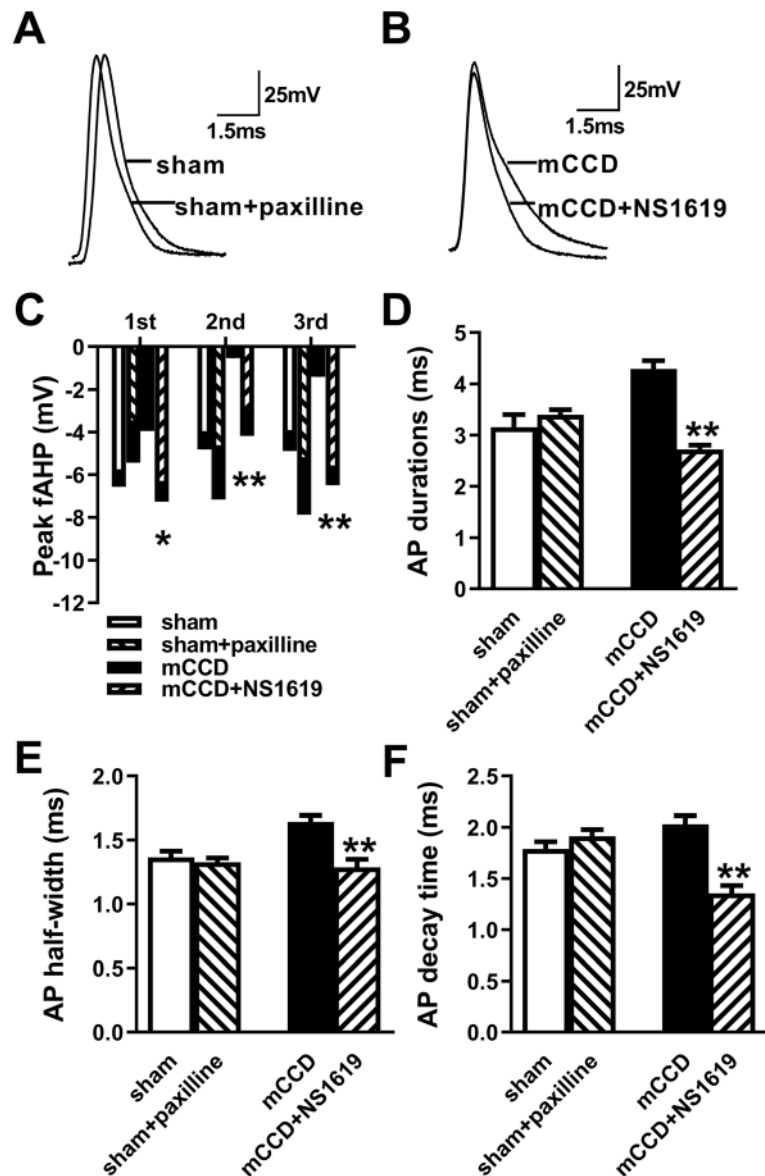 A
25mV
1.5ms
sham
sham+paxilline
B
25mV
1.5ms
mCCD
mCCD+NS1619
C
1st 2nd 3rd
0
-2
-4
-6
-8
-10
-12
Peak fAHP (mV)
*
**
**
sham
sham+paxilline
mCCD
mCCD+NS1619
D
5
4
3
2
1
0
AP durations (ms)
**
sham
sham+paxilline
mCCD
mCCD+NS1619
E
2.0
1.5
1.0
0.5
0.0
AP half-width (ms)
**
sham
sham+paxilline
mCCD
mCCD+NS1619
F
2.5
2.0
1.5
1.0
0.5
0.0
AP decay time (ms)
**
sham
sham+paxilline
mCCD
mCCD+NS1619